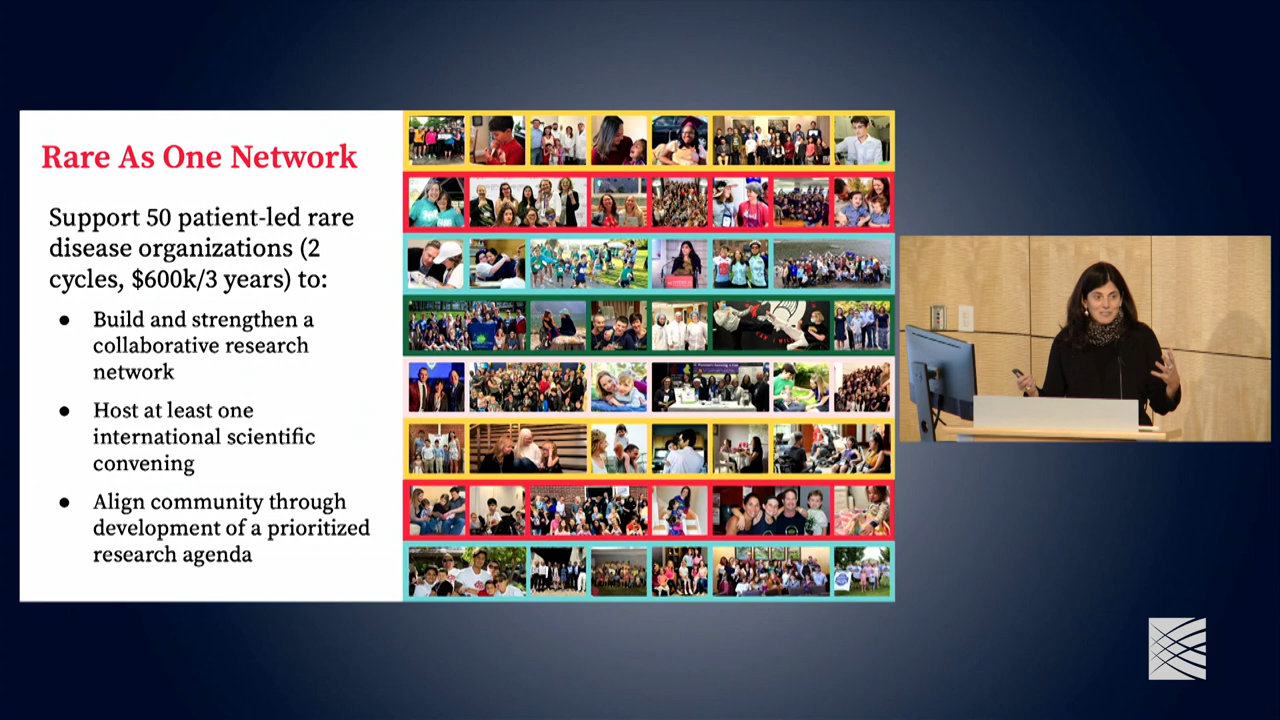 Rare As One Network
Support 50 patient-led rare
disease organizations (2
cycles, $600k/3 years) to:
● Build and strengthen a
collaborative research
network
● Host at least one
international scientific
convening
● Align community through
development of a prioritized
research agenda